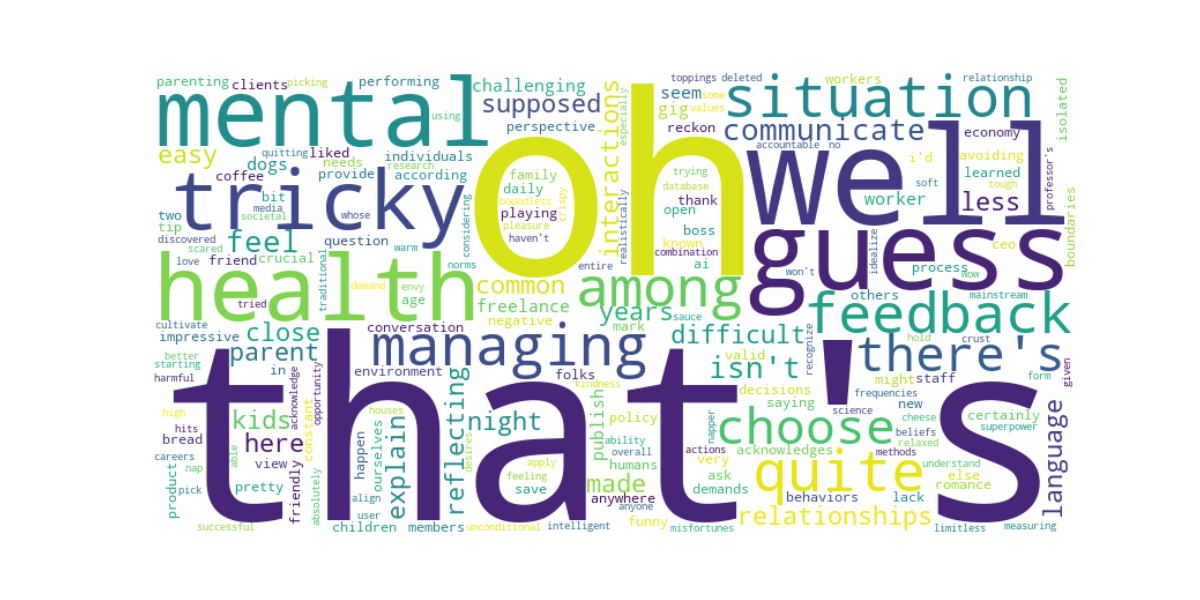 parenting
clients
picking
performing
challenging
toppings
deleted
workers
relationship
mental
using
supposed
interactions
especially
seem
gig
some
values
situation
isolated
perspective
oh
reckon
communicate
economy
easy
quitting
liked
individuals
accountable
no
well
i'd
avoiding
professor's
dogs
needs
research
coffee
provide
according
family
daily
boundless
crispy
trying
database
thank
open
worker
soft
learned
tough
less
tricky
bit
media
societal
whose
considering
playing
pleasure
haven't
realistically
boss
known
combination
two
tip
discovered
scared
feel
question
warm
norms
entire
ai
guess
idealize
ceo
boundaries
love
friend
crucial
traditional
won't
process
wow
health
tried
demand
envy
age
common
freelance
negative
among
years
sauce
others
mainstream
feedback
cultivate
impressive
close
conversation
managing
mark
difficult
recognize
hold
crust
better
starting
harmful
parent
in
acknowledge
opportunity
environment
folks
kindness
isn't
valid
decisions
there's
might
staff
form
given
that's
high
hits
bread
careers
kids
here
constant
houses
reflecting
desires
night
publish
policy
napper
choose
saying
science
frequencies
new
cheese
certainly
superpower
language
product
nap
pick
view
able
happen
ourselves
explain
ability
overall
humans
actions
acknowledges
beliefs
relaxed
methods
understand
pretty
friendly
absolutely
align
user
feeling
apply
save
made
anywhere
anyone
very
ask
demands
quite
behaviors
lack
else
romance
successful
children
members
unconditional
intelligent
funny
misfortunes
relationships
limitless
measuring